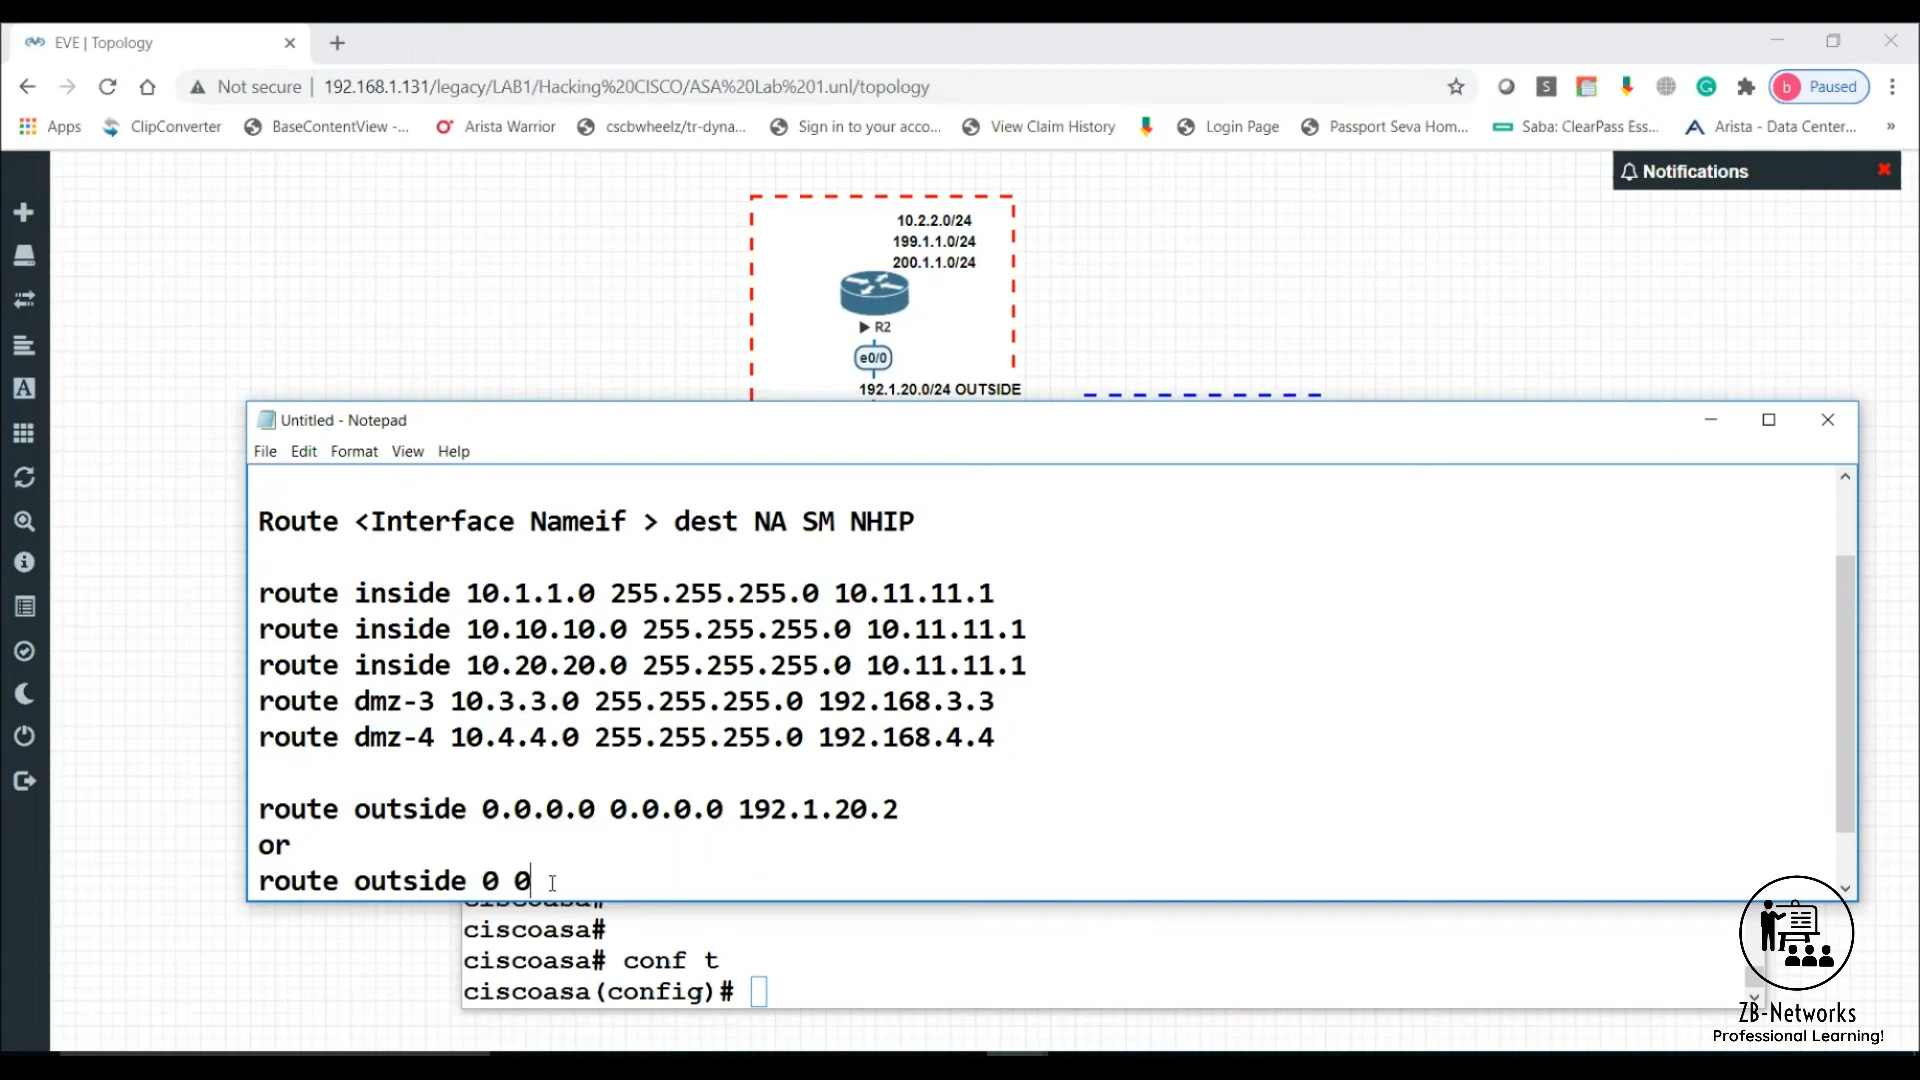 EVE | Topology
Not secure | 192.168.1.131/legacy/LAB1/Hacking%20CISCO/ASA%20Lab%201.unl/topology
b Paused
Apps ClipConverter BaseContentView -... Arista Warrior cscbwheelz/tr-dyna... Sign in to your acco... View Claim History Login Page Passport Seva Hom... Saba: ClearPass Ess... Arista - Data Center... »
Notifications
10.2.2.0/24
199.1.1.0/24
200.1.1.0/24
R2
e0/0
192.1.20.0/24 OUTSIDE
Untitled - Notepad
File Edit Format View Help
Route <Interface Nameif > dest NA SM NHIP
route inside 10.1.1.0 255.255.255.0 10.11.11.1
route inside 10.10.10.0 255.255.255.0 10.11.11.1
route inside 10.20.20.0 255.255.255.0 10.11.11.1
route dmz-3 10.3.3.0 255.255.255.0 192.168.3.3
route dmz-4 10.4.4.0 255.255.255.0 192.168.4.4
route outside 0.0.0.0 0.0.0.0 192.1.20.2
or
route outside 0 0
ciscoasa#
ciscoasa#
ciscoasa# conf t
ciscoasa(config)#
ZB-Networks
Professional Learning!